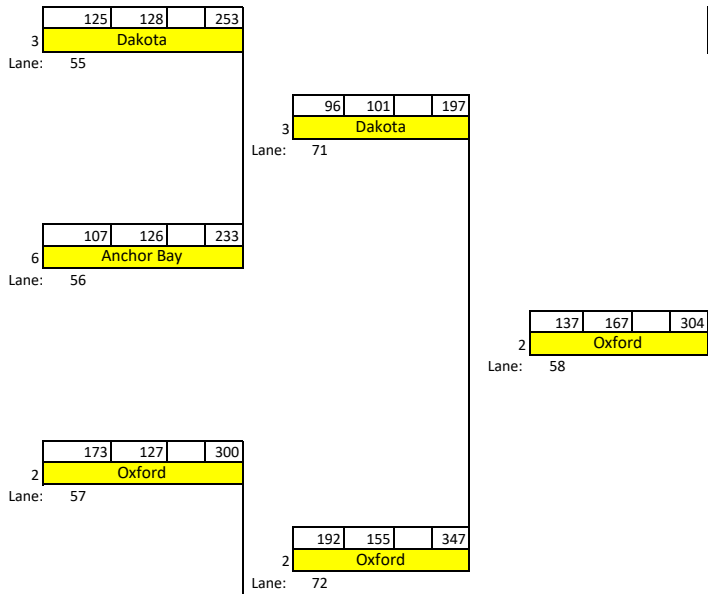 125 128 253
3 Dakota
Lane: 55
96 101 197
3 Dakota
Lane: 71
107 126 233
6 Anchor Bay
Lane: 56
137 167 304
2 Oxford
Lane: 58
173 127 300
2 Oxford
Lane: 57
192 155 347
2 Oxford
Lane: 72